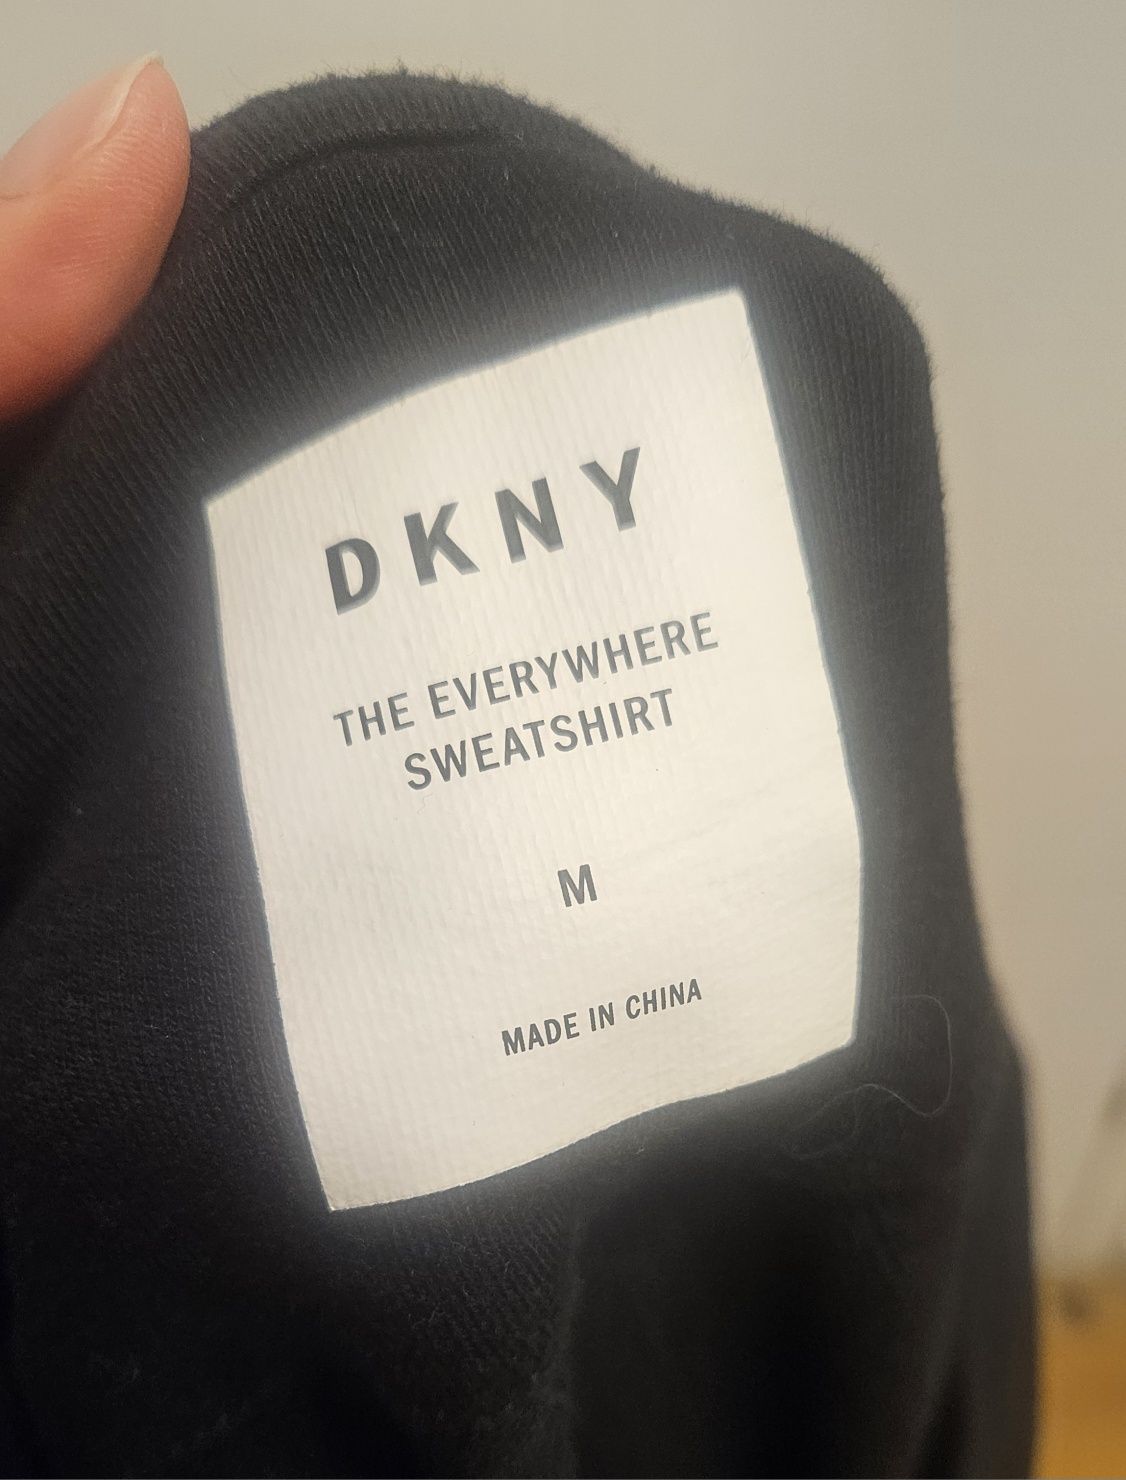 DKNY
THE EVERYWHERE
SWEATSHIRT
M
MADE IN CHINA